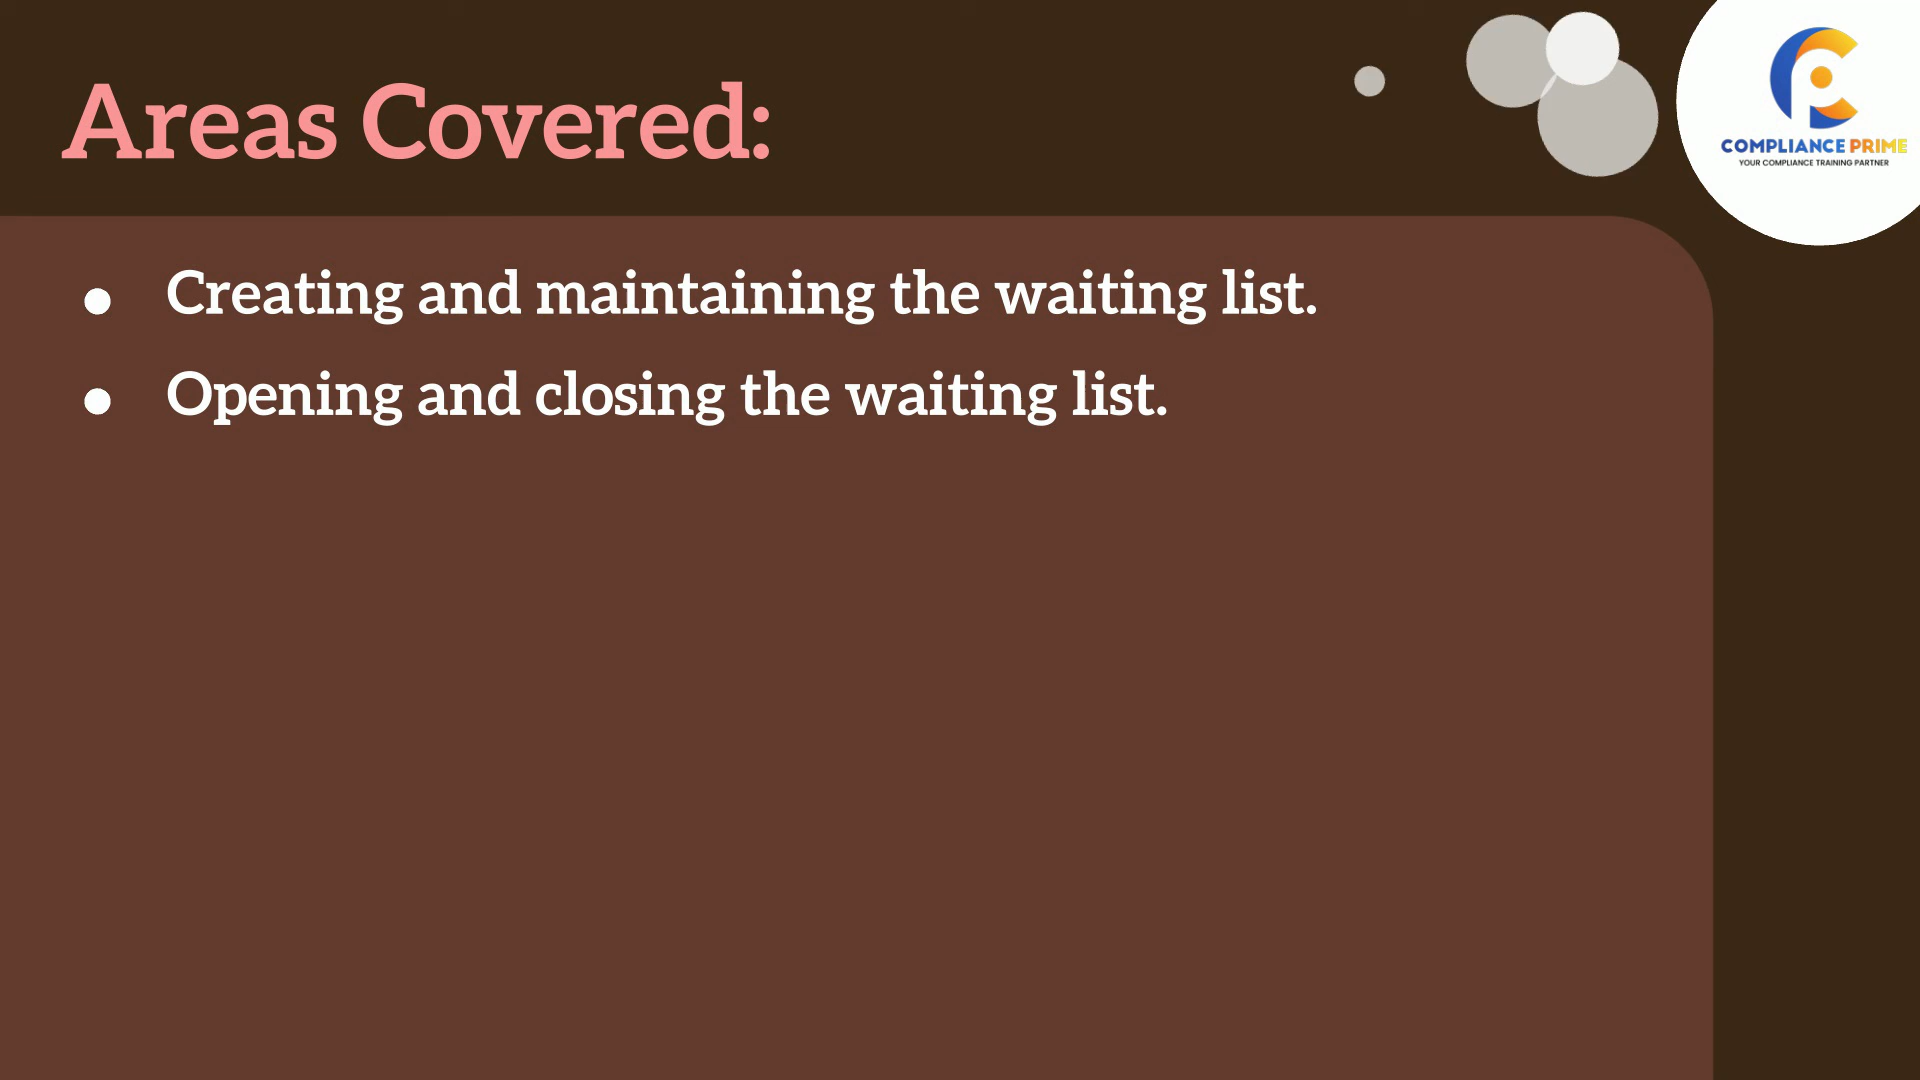 Areas Covered:
COMPLIANCE PRIME
YOUR COMPLIANCE TRAINING PARTNER
● Creating and maintaining the waiting list.
● Opening and closing the waiting list.